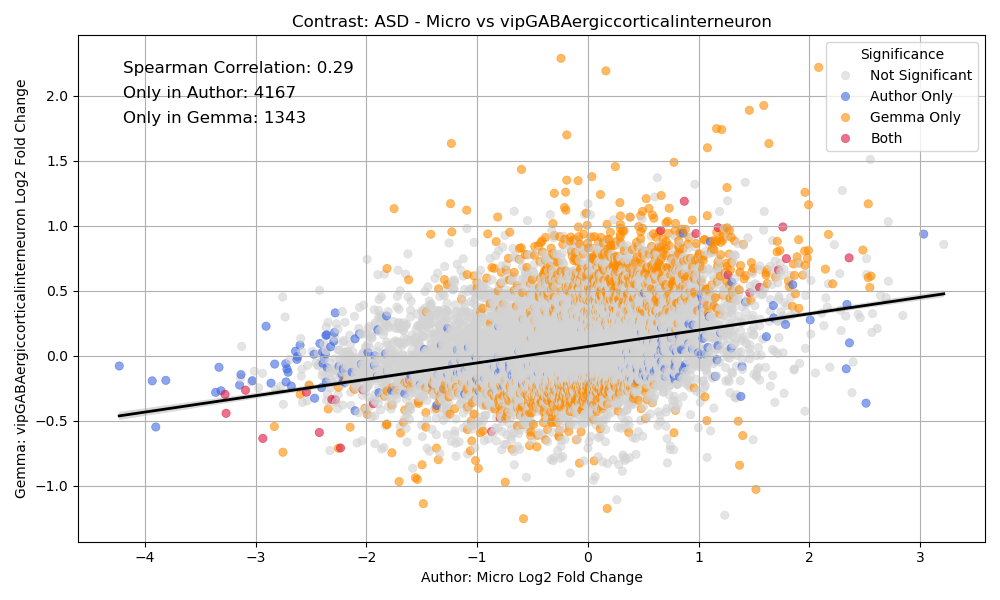 Contrast: ASD - Micro vs vipGABAergiccorticalinterneuron
Spearman Correlation: 0.29
Only in Author: 4167
Only in Gemma: 1343
Significance
Not Significant
Author Only
Gemma Only
Both
Gemma: vipGABAergiccorticalinterneuron Log2 Fold Change
2.0
1.5
1.0
0.5
0.0
−0.5
−1.0
−4 −3 −2 −1 0 1 2 3
Author: Micro Log2 Fold Change